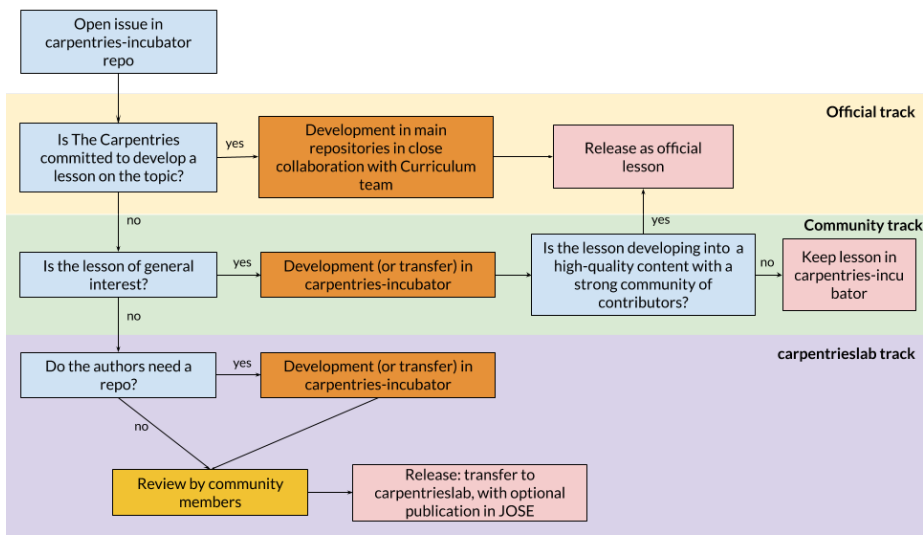 Open issue in
carpentries-incubator
repo
Official track
Is The Carpentries
committed to develop a
lesson on the topic?
yes
Development in main
repositories in close
collaboration with Curriculum
team
Release as official
lesson
no
yes
Community track
Is the lesson of general
interest?
yes
Development (or transfer) in
carpentries-incubator
Is the lesson developing into a
high-quality content with a
strong community of
contributors?
no
Keep lesson in
carpentries-incu
bator
no
carpentrieslab track
Do the authors need a
repo?
yes
Development (or transfer) in
carpentries-incubator
no
Review by community
members
Release: transfer to
carpentrieslab, with optional
publication in JOSE